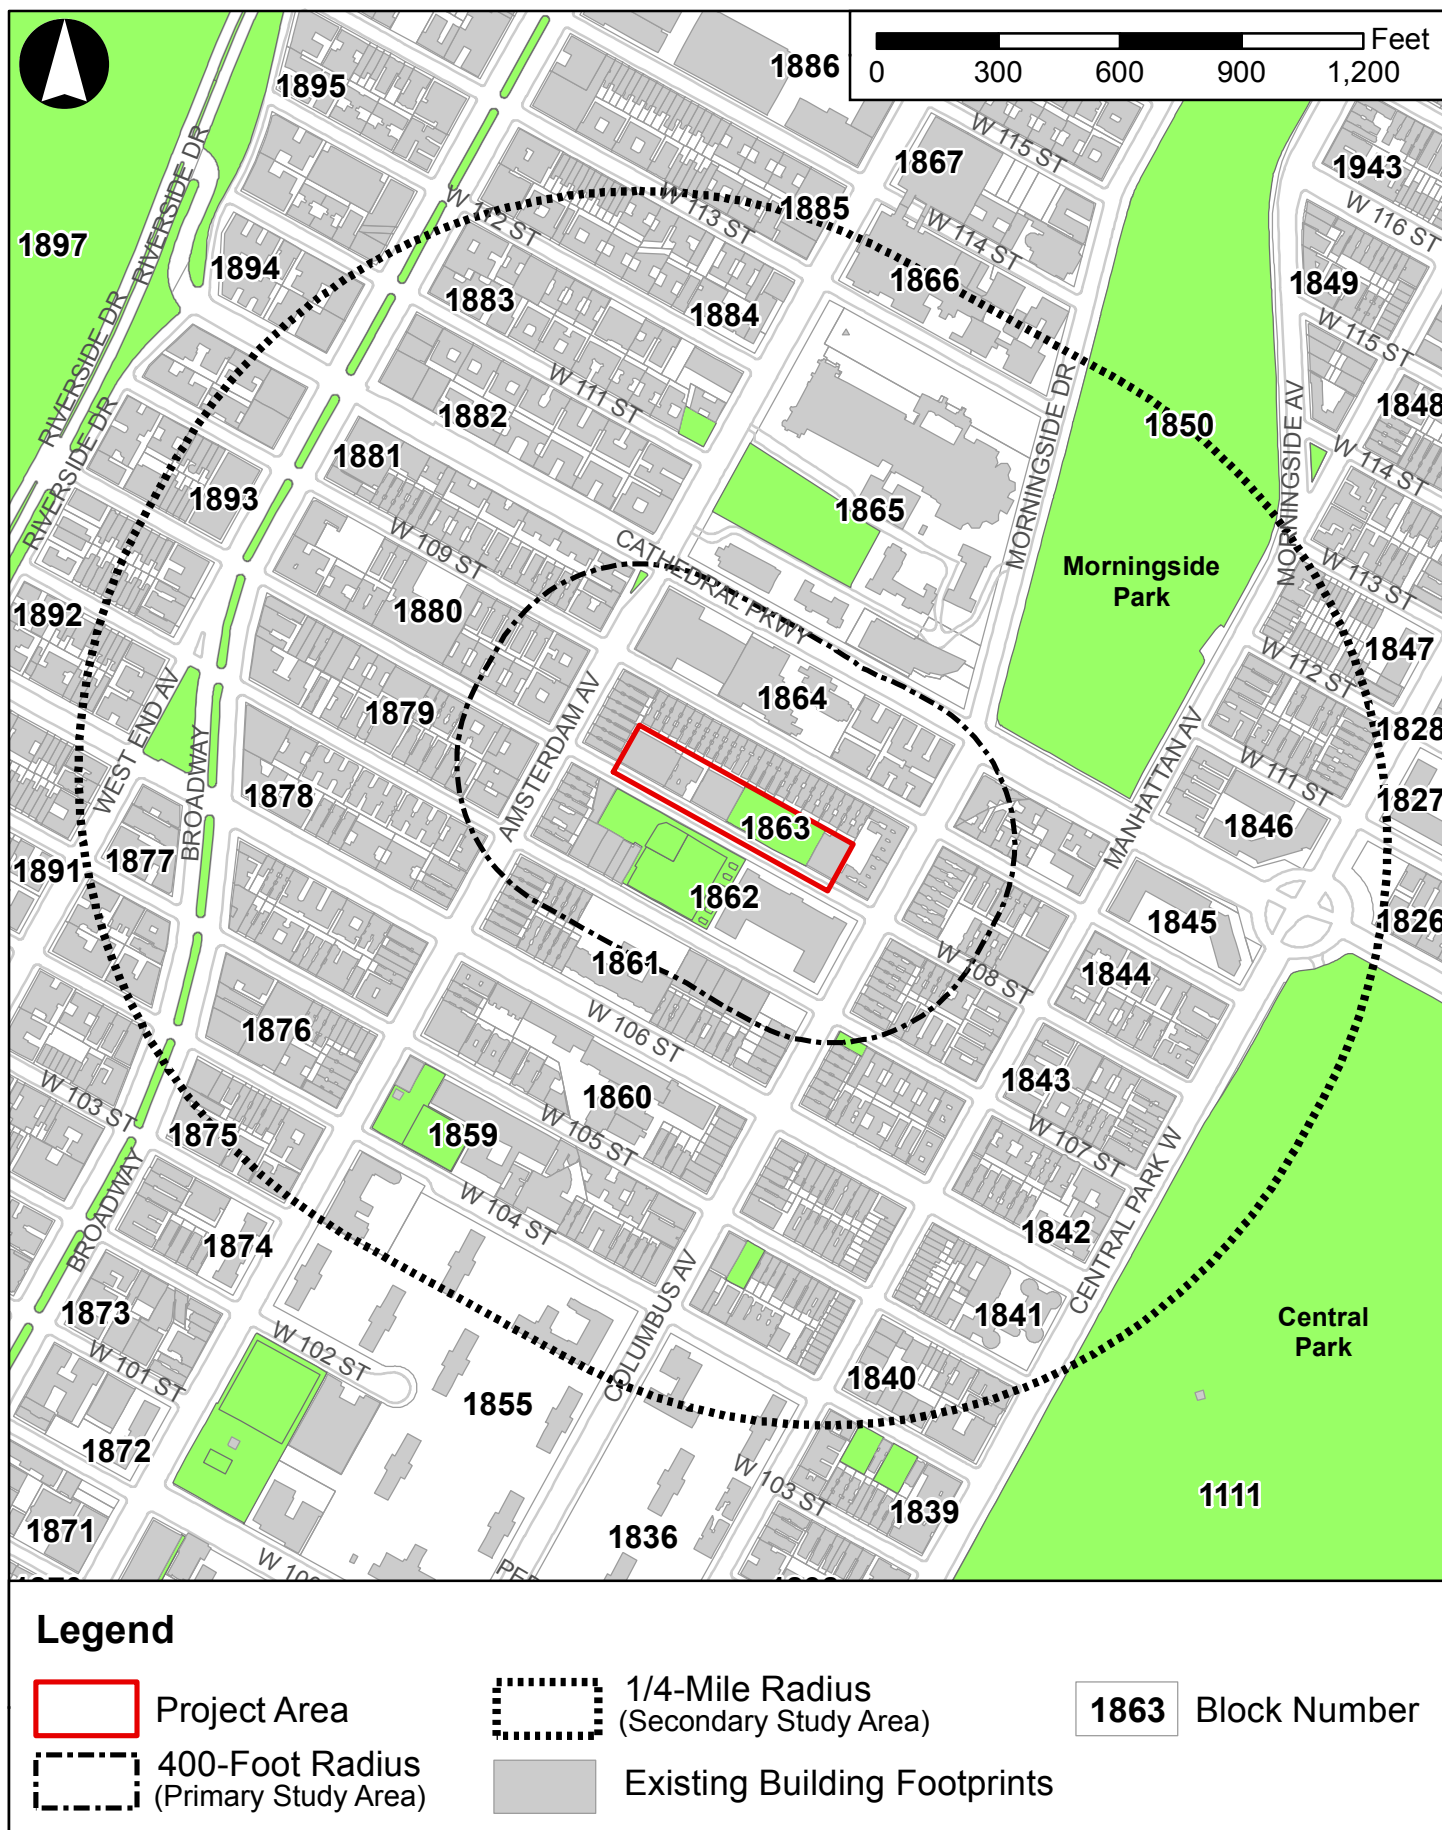 Feet
0 300 600 900 1,200
1886
1895
W 115 ST
1867
1943
RIVERSIDE DR
W 116 ST
W 112 ST
W 113 ST
1885
W 114 ST
1897
1894
1866
1849
1883
1884
W 115 ST
RIVERSIDE DR
W 111 ST
MORNINGSIDE DR
MORNINGSIDE AV
1848
1882
1850
RIVERSIDE DR
1881
W 114 ST
1893
1865
W 109 ST
CATHEDRAL PKWY
Morningside
Park
W 113 ST
1892
1880
1847
W 112 ST
WEST END AV
1879
AMSTERDAM AV
1864
1828
BROADWAY
MANHATTAN AV
W 111 ST
1878
1827
1863
1846
1877
1891
1862
1845
1826
1861
W 108 ST
1844
1876
W 106 ST
1860
1843
W 103 ST
1875
1859
W 105 ST
W 107 ST
W 104 ST
BROADWAY
1874
1842
CENTRAL PARK W
COLUMBUS AV
1873
1841
Central
Park
W 102 ST
W 101 ST
1840
1855
1872
W 103 ST
1111
1839
1871
1836
Legend
Project Area
400-Foot Radius
(Primary Study Area)
1/4-Mile Radius
(Secondary Study Area)
Existing Building Footprints
1863 Block Number